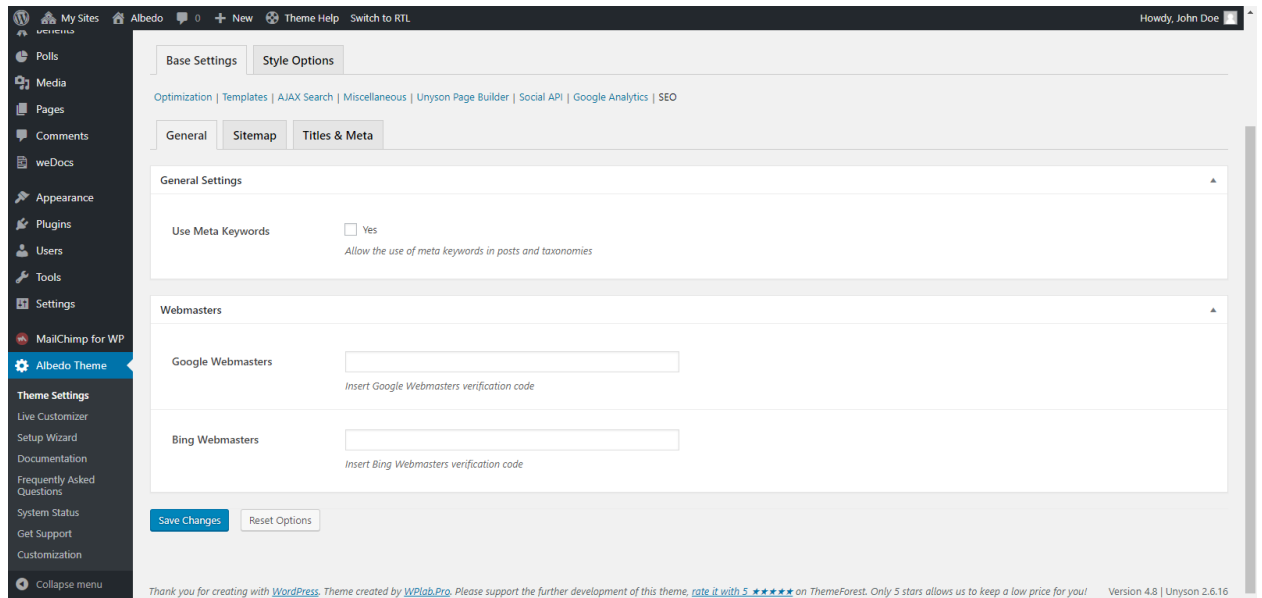 My Sites Albedo 0 New Theme Help Switch to RTL Howdy, John Doe
Benefits
Polls
Media
Pages
Comments
weDocs
Appearance
Plugins
Users
Tools
Settings
MailChimp for WP
Albedo Theme
Theme Settings
Live Customizer
Setup Wizard
Documentation
Frequently Asked
Questions
System Status
Get Support
Customization
Collapse menu
Base Settings Style Options
Optimization | Templates | AJAX Search | Miscellaneous | Unyson Page Builder | Social API | Google Analytics | SEO
General Sitemap Titles & Meta
General Settings
Use Meta Keywords Yes
Allow the use of meta keywords in posts and taxonomies
Webmasters
Google Webmasters
Insert Google Webmasters verification code
Bing Webmasters
Insert Bing Webmasters verification code
Save Changes Reset Options
Thank you for creating with WordPress. Theme created by WPlab.Pro. Please support the further development of this theme, rate it with 5 ★★★★★ on ThemeForest. Only 5 stars allows us to keep a low price for you! Version 4.8 | Unyson 2.6.16